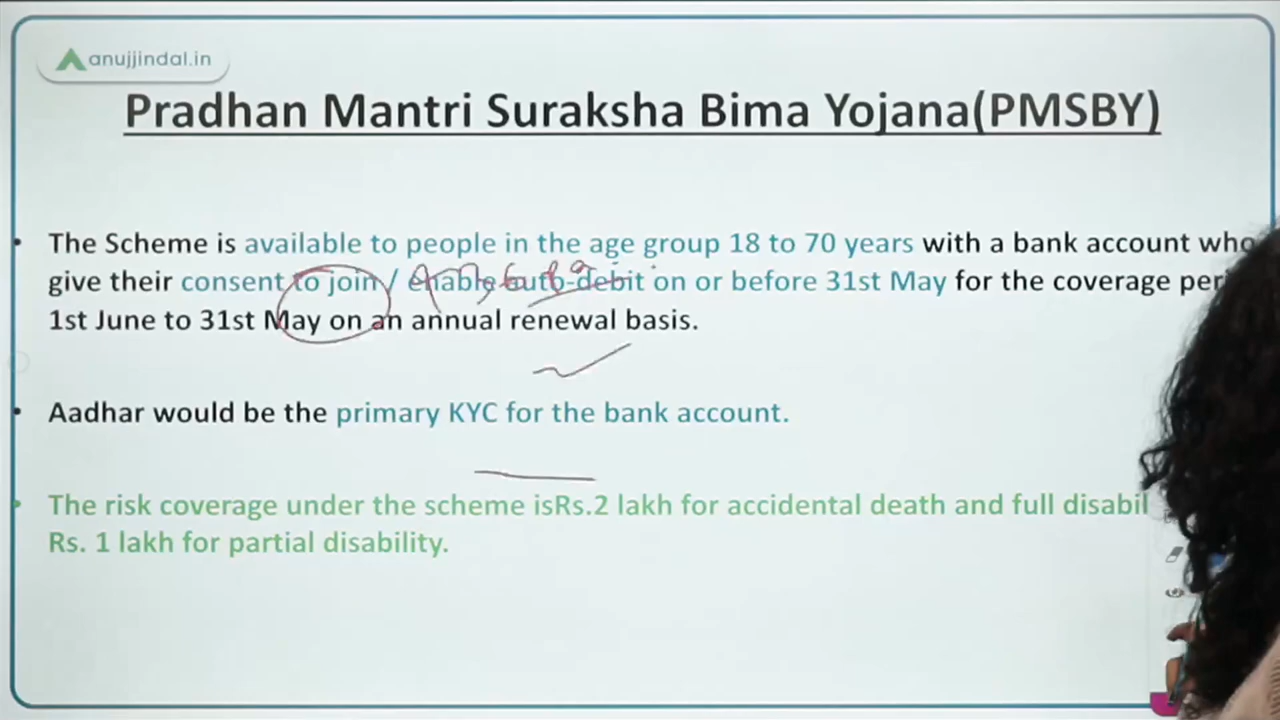 anujjindal.in
Pradhan Mantri Suraksha Bima Yojana(PMSBY)
• The Scheme is available to people in the age group 18 to 70 years with a bank account who
give their consent to join / enable auto-debit on or before 31st May for the coverage
1st June to 31st May on an annual renewal basis.
• Aadhar would be the primary KYC for the bank account.
• The risk coverage under the scheme isRs.2 lakh for accidental death and full
Rs. 1 lakh for partial disability.